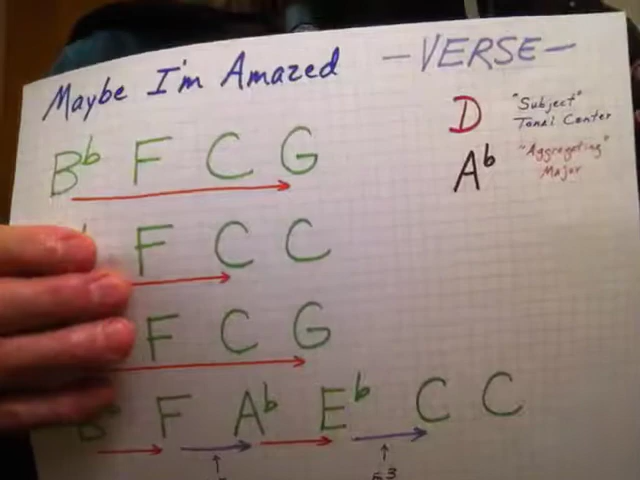 Maybe I'm Amazed -VERSE-
D "Subject" Tonal Center
A♭ "Aggregating" Major
B♭ F C G
F C C
F C G
B♭ F A♭ E♭ C C